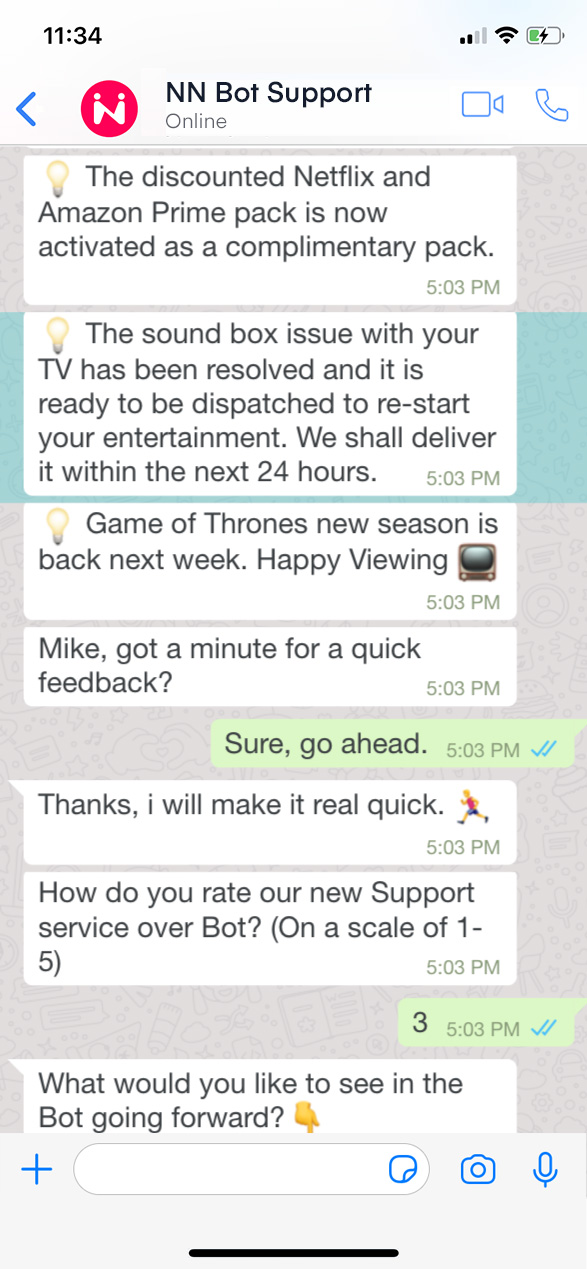 11:34
NN Bot Support
Online
The discounted Netflix and
Amazon Prime pack is now
activated as a complimentary pack.
5:03 PM
The sound box issue with your
TV has been resolved and it is
ready to be dispatched to re-start
your entertainment. We shall deliver
it within the next 24 hours. 5:03 PM
Game of Thrones new season is
back next week. Happy Viewing
5:03 PM
Mike, got a minute for a quick
feedback? 5:03 PM
Sure, go ahead. 5:03 PM
Thanks, i will make it real quick.
5:03 PM
How do you rate our new Support
service over Bot? (On a scale of 1-
5) 5:03 PM
3 5:03 PM
What would you like to see in the
Bot going forward?